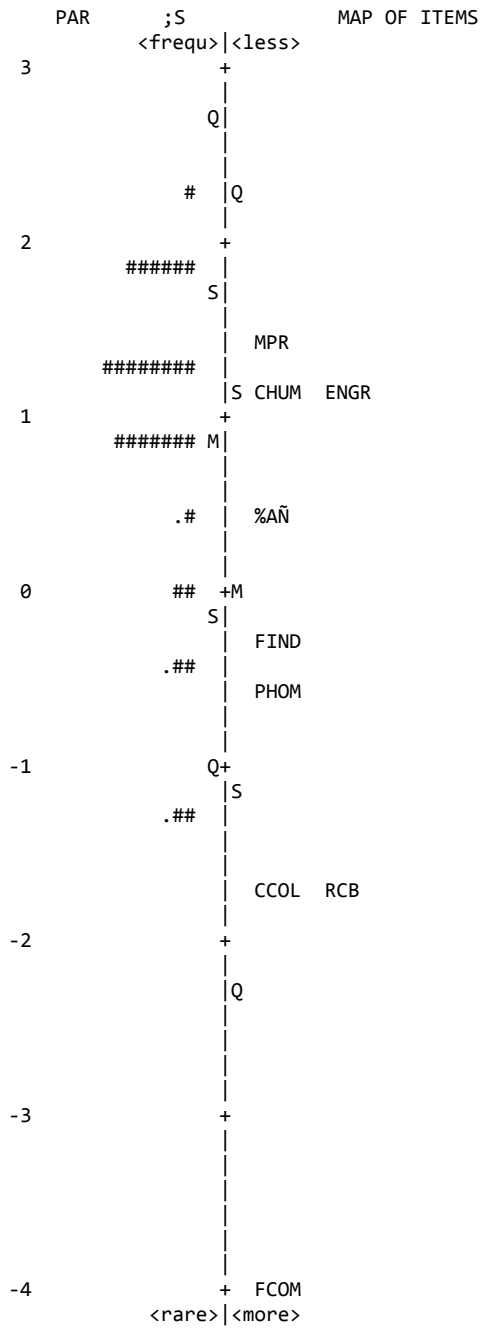 PAR ;S MAP OF ITEMS
<frequ>|<less>
3 +
|
Q|
|
|
# |Q
|
2 +
###### |
S|
|
| MPR
######## |
|S CHUM ENGR
1 +
####### M|
|
|
.# | %AÑ
|
|
0 ## +M
S|
| FIND
.## |
| PHOM
|
|
-1 Q+
|S
.## |
|
|
| CCOL RCB
|
-2 +
|
|Q
|
|
|
|
-3 +
|
|
|
|
|
|
-4 + FCOM
<rare>|<more>